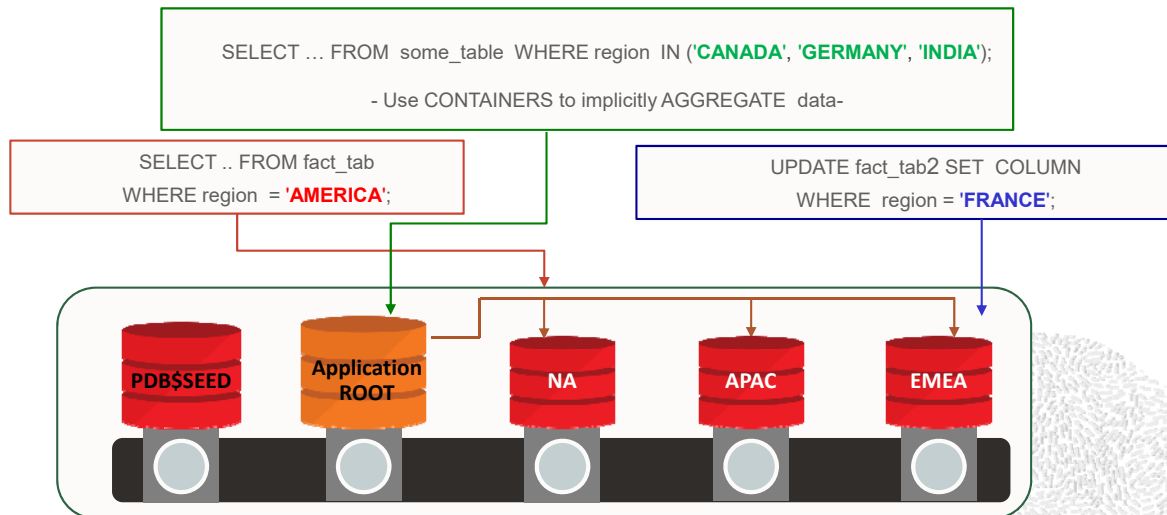 SELECT … FROM some_table WHERE region IN ('CANADA', 'GERMANY', 'INDIA');
- Use CONTAINERS to implicitly AGGREGATE data-
SELECT .. FROM fact_tab
WHERE region = 'AMERICA';
UPDATE fact_tab2 SET COLUMN
WHERE region = 'FRANCE';
PDB$SEED
Application
ROOT
NA
APAC
EMEA